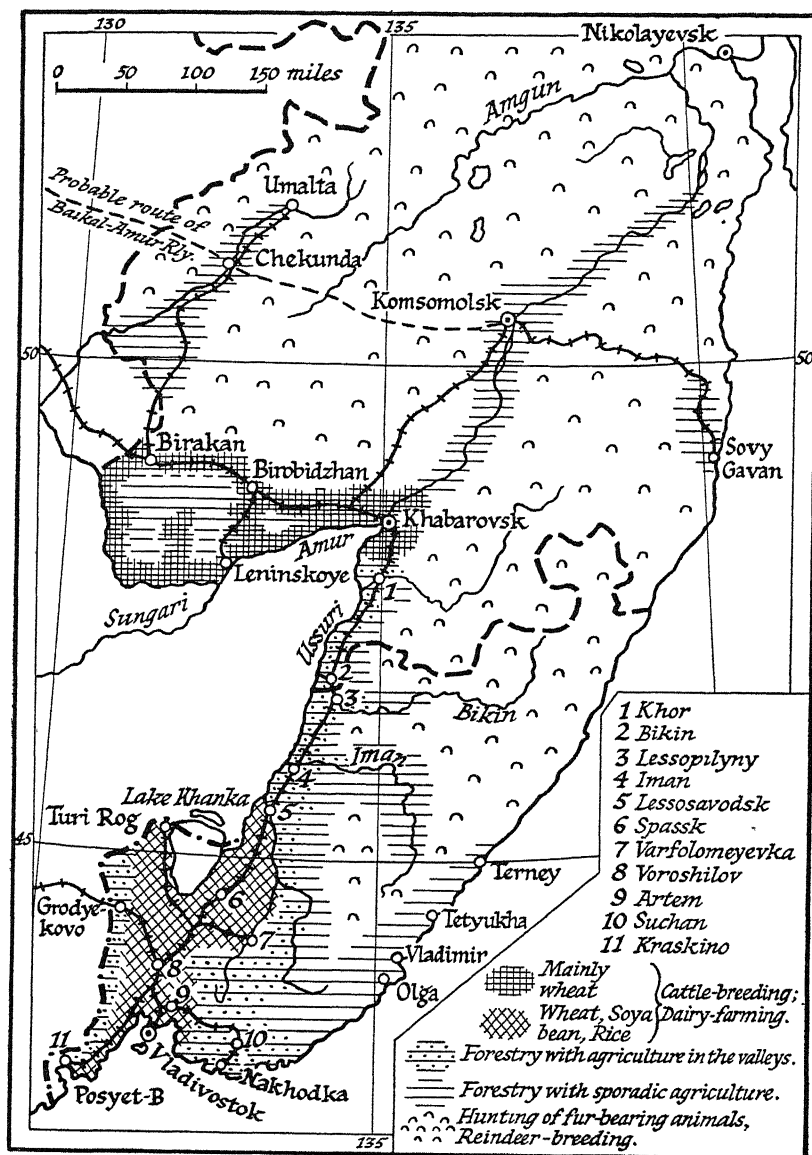 130
135
Nikolayevsk
0 50 100 150 miles
Amgun
Umalta
Probable route of
Baikal-Amur Rly.
Chekunda
Komsomolsk
50
50
Birakan
Birobidzhan
Sovy
Gavan
Khabarovsk
Amur
Leninskoye
1
Sungari
Ussuri
2
3
Bikin
4
Iman
Lake Khanka
5
Turi Rog
45
6
Terney
Grodye-
kovo
Tetyukha
7
Vladimir
8
Olga
9
10
11
Nakhodka
Vladivostok
Posyet-B
135
1 Khor
2 Bikin
3 Lessopilyny
4 Iman
5 Lessosavodsk
6 Spassk
7 Varfolomeyevka
8 Voroshilov
9 Artem
10 Suchan
11 Kraskino
Mainly
wheat
Wheat, Soya
bean, Rice
Cattle-breeding;
Dairy-farming.
Forestry with agriculture in the valleys.
Forestry with sporadic agriculture.
Hunting of fur-bearing animals,
Reindeer-breeding.